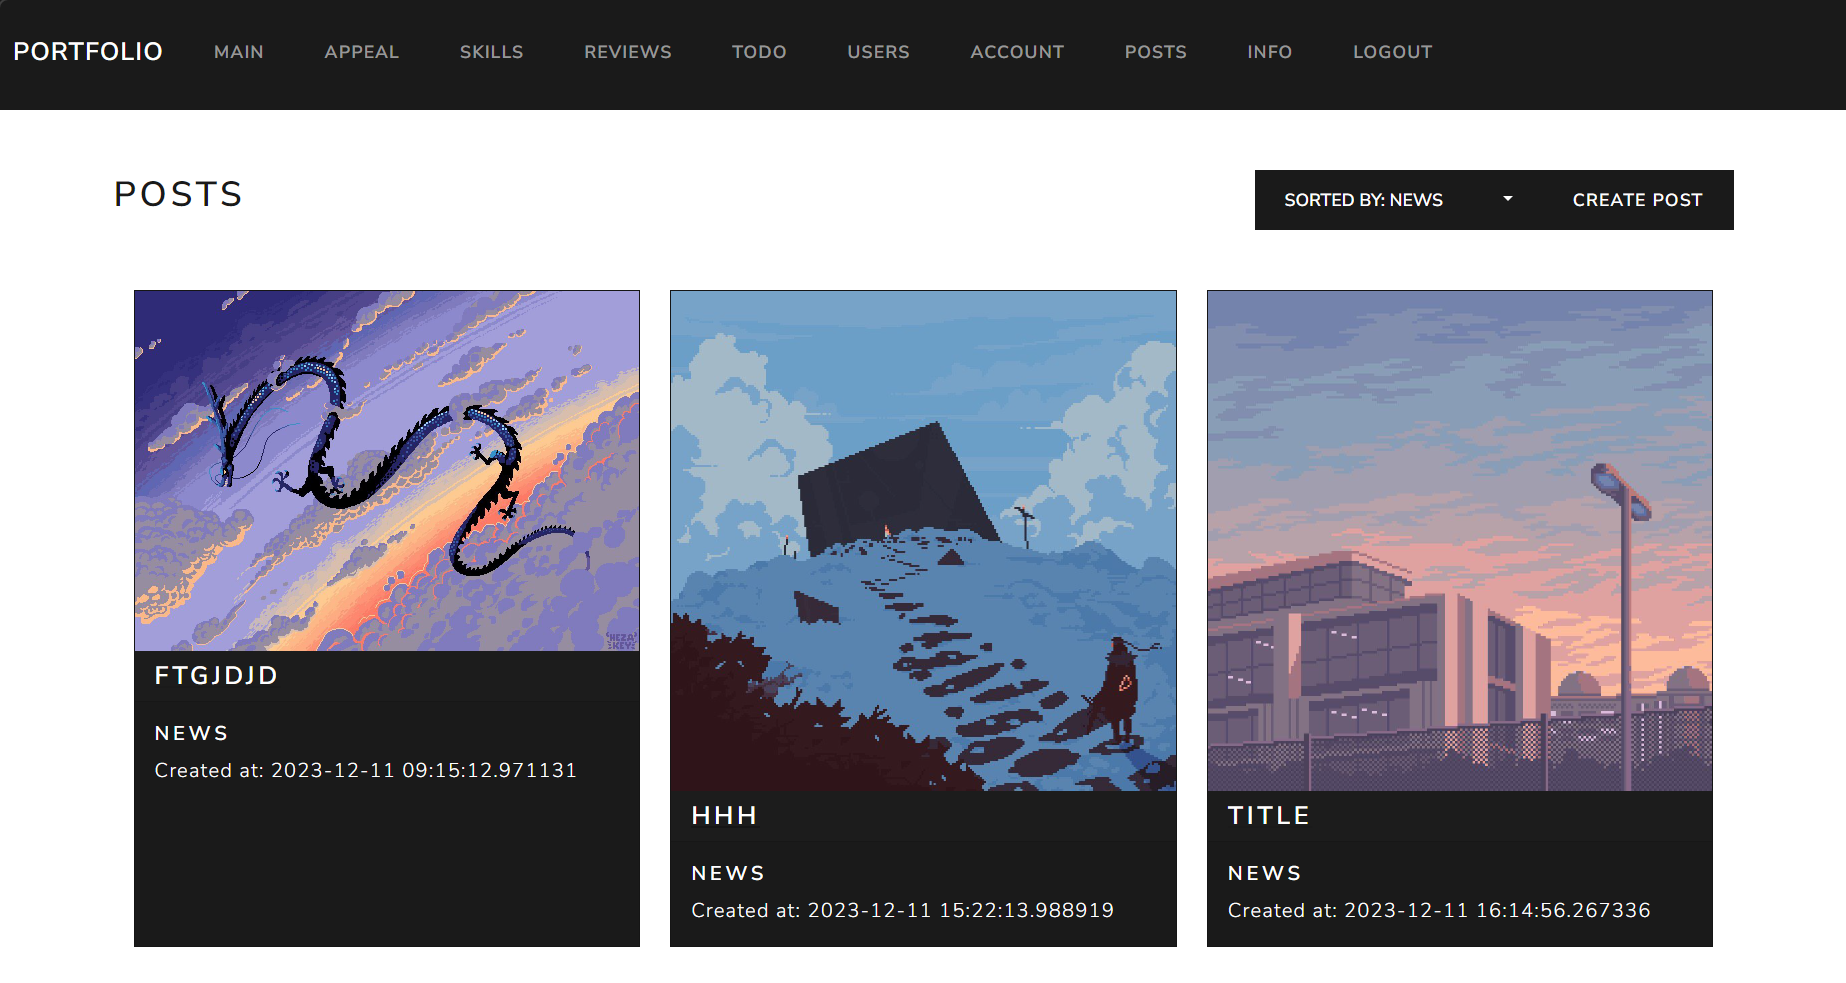 PORTFOLIO MAIN APPEAL SKILLS REVIEWS TODO USERS ACCOUNT POSTS INFO LOGOUT
POSTS
SORTED BY: NEWS CREATE POST
HEZA
KEY
FTGJDJD
NEWS
Created at: 2023-12-11 09:15:12.971131
HHH
NEWS
Created at: 2023-12-11 15:22:13.988919
TITLE
NEWS
Created at: 2023-12-11 16:14:56.267336